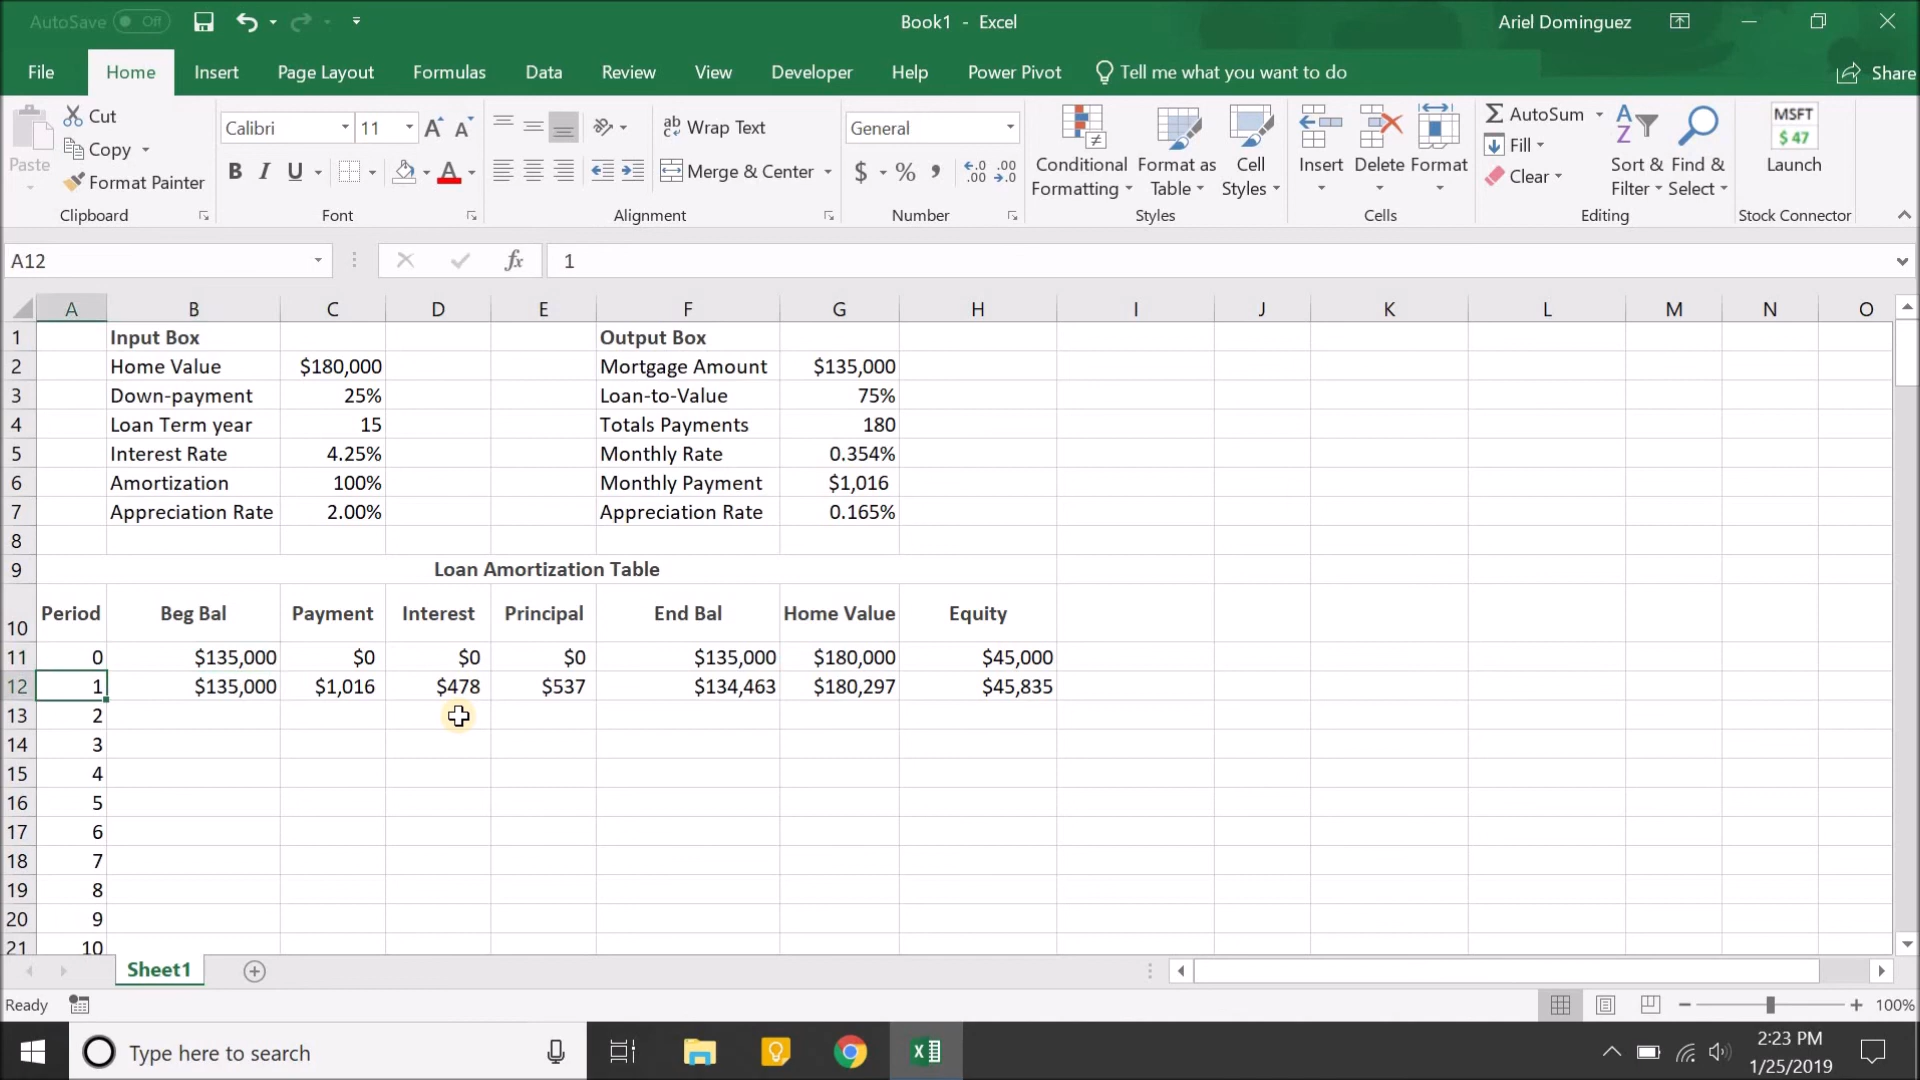 AutoSave Off Book1 - Excel Ariel Dominguez
File Home Insert Page Layout Formulas Data Review View Developer Help Power Pivot Tell me what you want to do Share
Paste
Cut
Copy
Format Painter
Clipboard
Calibri 11
B I U
Font
Wrap Text
Merge & Center
Alignment
General
$ % ,
Number
Conditional Formatting
Format as Table
Cell Styles
Styles
Insert Delete Format
Cells
AutoSum
Fill
Clear
Sort & Filter
Find & Select
Editing
MSFT
$ 47
Launch
Stock Connector
A12 fx 1
A B C D E F G H I J K L M N O
1 Input Box Output Box
2 Home Value $180,000 Mortgage Amount $135,000
3 Down-payment 25% Loan-to-Value 75%
4 Loan Term year 15 Totals Payments 180
5 Interest Rate 4.25% Monthly Rate 0.354%
6 Amortization 100% Monthly Payment $1,016
7 Appreciation Rate 2.00% Appreciation Rate 0.165%
8
9 Loan Amortization Table
10 Period Beg Bal Payment Interest Principal End Bal Home Value Equity
11 0 $135,000 $0 $0 $0 $135,000 $180,000 $45,000
12 1 $135,000 $1,016 $478 $537 $134,463 $180,297 $45,835
13 2
14 3
15 4
16 5
17 6
18 7
19 8
20 9
21 10
Sheet1
Ready 100%
Type here to search 2:23 PM
1/25/2019